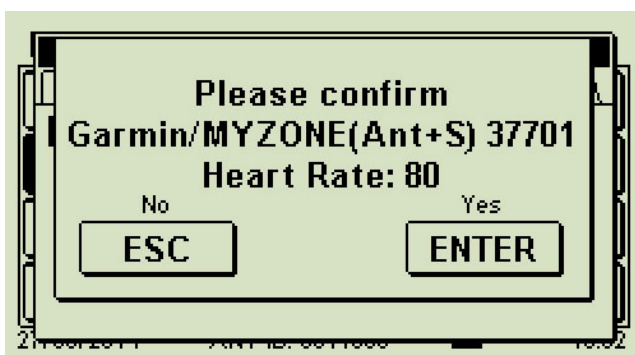 Please confirm
Garmin/MYZONE(Ant+S) 37701
Heart Rate: 80
No Yes
ESC ENTER